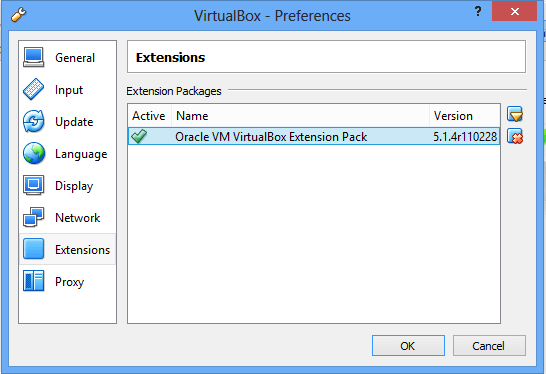 VirtualBox - Preferences
?
General
Input
Update
Language
Display
Network
Extensions
Proxy
Extensions
Extension Packages
Active Name Version
Oracle VM VirtualBox Extension Pack 5.1.4r110228
OK Cancel